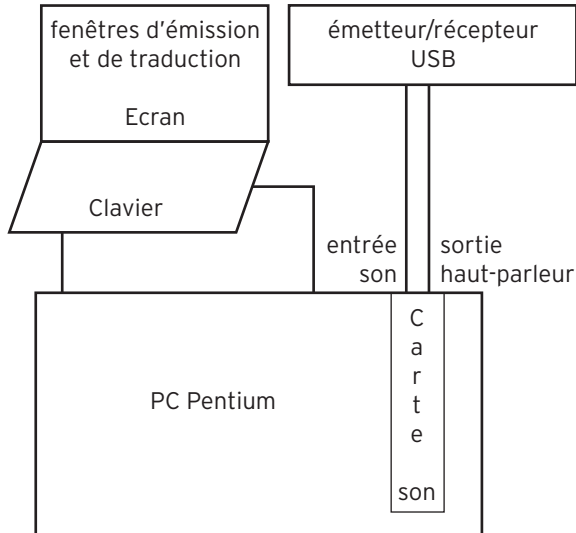 fenêtres d'émission
et de traduction
Ecran
émetteur/récepteur
USB
Clavier
entrée
son
sortie
haut-parleur
PC Pentium
C
a
r
t
e
son